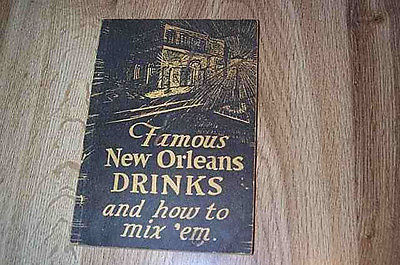 Famous
New Orleans
DRINKS
and how to
mix 'em.